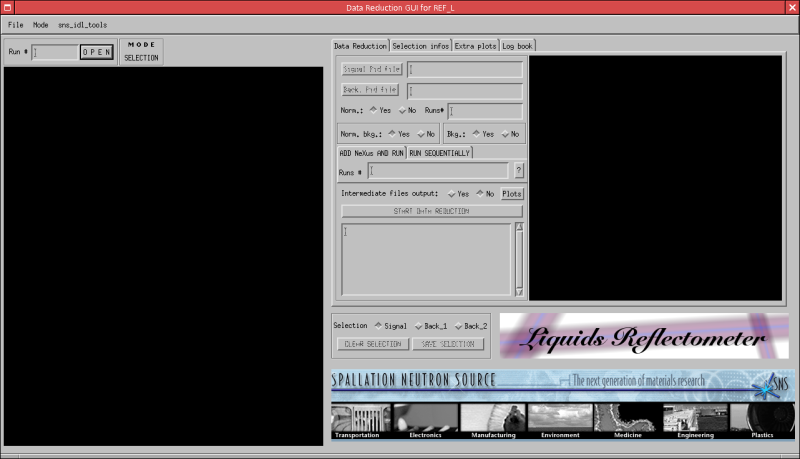 Data Reduction GUI for REF_L
File Mode sns_idl_tools
Run # OPEN
MODE
SELECTION
Data Reduction Selection infos Extra plots Log book
Signal Pid file
Back. Pid file
Norm.: Yes No Runs#
Norm. bkg.: Yes No Bkg.: Yes No
ADD NeXus AND RUN RUN SEQUENTIALLY
Runs # ?
Intermediate files output: Yes No Plots
START DATA REDUCTION
Selection Signal Back_1 Back_2
CLEAR SELECTION SAVE SELECTION
Liquids Reflectometer
SPALLATION NEUTRON SOURCE The next generation of materials research SNS
Transportation Electronics Manufacturing Environment Medicine Engineering Plastics